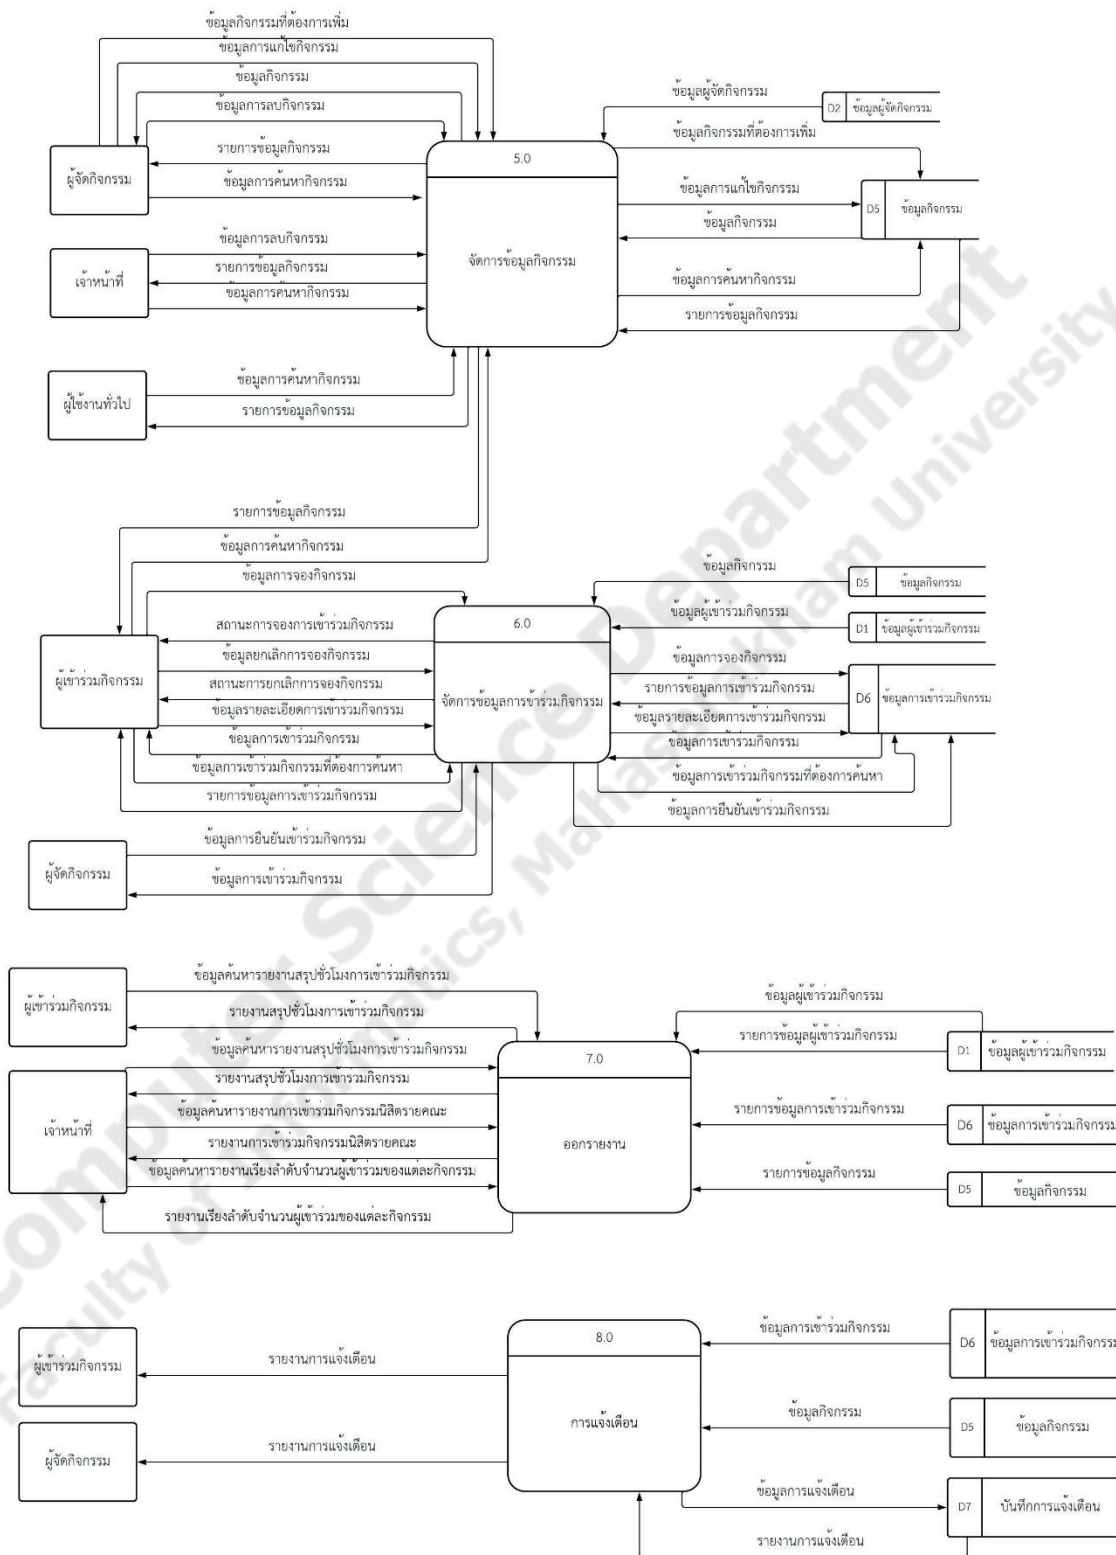 ข้อมูลกิจกรรมที่ต้องการเพิ่ม
ข้อมูลการแก้ไขกิจกรรม
ข้อมูลกิจกรรม
ข้อมูลการลบกิจกรรม
รายการข้อมูลกิจกรรม
ข้อมูลการค้นหากิจกรรม
ผู้จัดกิจกรรม
ข้อมูลการลบกิจกรรม
รายการข้อมูลกิจกรรม
ข้อมูลการค้นหากิจกรรม
เจ้าหน้าที่
ข้อมูลการค้นหากิจกรรม
รายการข้อมูลกิจกรรม
ผู้ใช้งานทั่วไป
5.0
จัดการข้อมูลกิจกรรม
ข้อมูลผู้จัดกิจกรรม
D2 ข้อมูลผู้จัดกิจกรรม
ข้อมูลกิจกรรมที่ต้องการเพิ่ม
ข้อมูลการแก้ไขกิจกรรม
ข้อมูลกิจกรรม
D5 ข้อมูลกิจกรรม
ข้อมูลการค้นหากิจกรรม
รายการข้อมูลกิจกรรม
รายการข้อมูลกิจกรรม
ข้อมูลการค้นหากิจกรรม
ข้อมูลการจองกิจกรรม
สถานะการจองการเข้าร่วมกิจกรรม
ข้อมูลยกเลิกการจองกิจกรรม
สถานะการยกเลิกการจองกิจกรรม
ข้อมูลรายละเอียดการเขารวมกิจกรรม
ข้อมูลการเข้าร่วมกิจกรรม
ข้อมูลการเข้าร่วมกิจกรรมที่ต้องการค้นหา
รายการข้อมูลการเข้าร่วมกิจกรรม
ผู้เข้าร่วมกิจกรรม
ข้อมูลการยืนยันเข้าร่วมกิจกรรม
ข้อมูลการเข้าร่วมกิจกรรม
ผู้จัดกิจกรรม
6.0
จัดการข้อมูลการข้าร่วมกิจกรรม
ข้อมูลกิจกรรม
D5 ข้อมูลกิจกรรม
ข้อมูลผู้เข้าร่วมกิจกรรม
D1 ข้อมูลผู้เข้าร่วมกิจกรรม
ข้อมูลการจองกิจกรรม
รายการข้อมูลการเข้าร่วมกิจกรรม
D6 ข้อมูลการเข้าร่วมกิจกรรม
ข้อมูลรายละเอียดการเข้าร่วมกิจกรรม
ข้อมูลการเข้าร่วมกิจกรรม
ข้อมูลการเข้าร่วมกิจกรรมที่ต้องการค้นหา
ข้อมูลการยืนยันเข้าร่วมกิจกรรม
ข้อมูลค้นหารายงานสรุปชั่วโมงการเข้าร่วมกิจกรรม
ผู้เข้าร่วมกิจกรรม
รายงานสรุปชั่วโมงการเข้าร่วมกิจกรรม
ข้อมูลค้นหารายงานสรุปชั่วโมงการเข้าร่วมกิจกรรม
รายงานสรุปชั่วโมงการเข้าร่วมกิจกรรม
ข้อมูลค้นหารายงานการเข้าร่วมกิจกรรมนิสิตรายคณะ
เจ้าหน้าที่
รายงานการเข้าร่วมกิจกรรมนิสิตรายคณะ
ข้อมูลค้นหารายงานเรียงลำดับจำนวนผู้เข้าร่วมของแต่ละกิจกรรม
รายงานเรียงลำดับจำนวนผู้เข้าร่วมของแต่ละกิจกรรม
7.0
ออกรายงาน
ข้อมูลผู้เข้าร่วมกิจกรรม
รายการข้อมูลผู้เข้าร่วมกิจกรรม
D1 ข้อมูลผู้เข้าร่วมกิจกรรม
รายการข้อมูลการเข้าร่วมกิจกรรม
D6 ข้อมูลการเข้าร่วมกิจกรรม
รายการข้อมูลกิจกรรม
D5 ข้อมูลกิจกรรม
ผู้เข้าร่วมกิจกรรม
รายงานการแจ้งเตือน
ผู้จัดกิจกรรม
รายงานการแจ้งเตือน
8.0
การแจ้งเตือน
ข้อมูลการเข้าร่วมกิจกรรม
D6 ข้อมูลการเข้าร่วมกิจกรรม
ข้อมูลกิจกรรม
D5 ข้อมูลกิจกรรม
ข้อมูลการแจ้งเตือน
D7 บันทึกการแจ้งเตือน
รายงานการแจ้งเตือน
Computer Science Department
Faculty of Informatics, Mahasarakham University